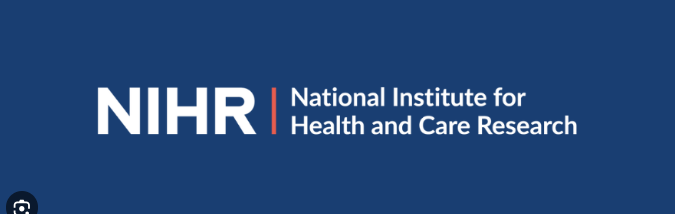 NIHR
National Institute for
Health and Care Research